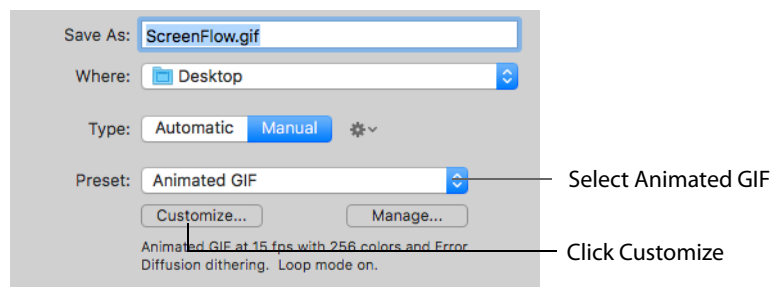 Save As: ScreenFlow.gif
Where: Desktop
Type: Automatic Manual
Preset: Animated GIF
Select Animated GIF
Customize... Manage...
Animated GIF at 15 fps with 256 colors and Error
Diffusion dithering. Loop mode on.
Click Customize